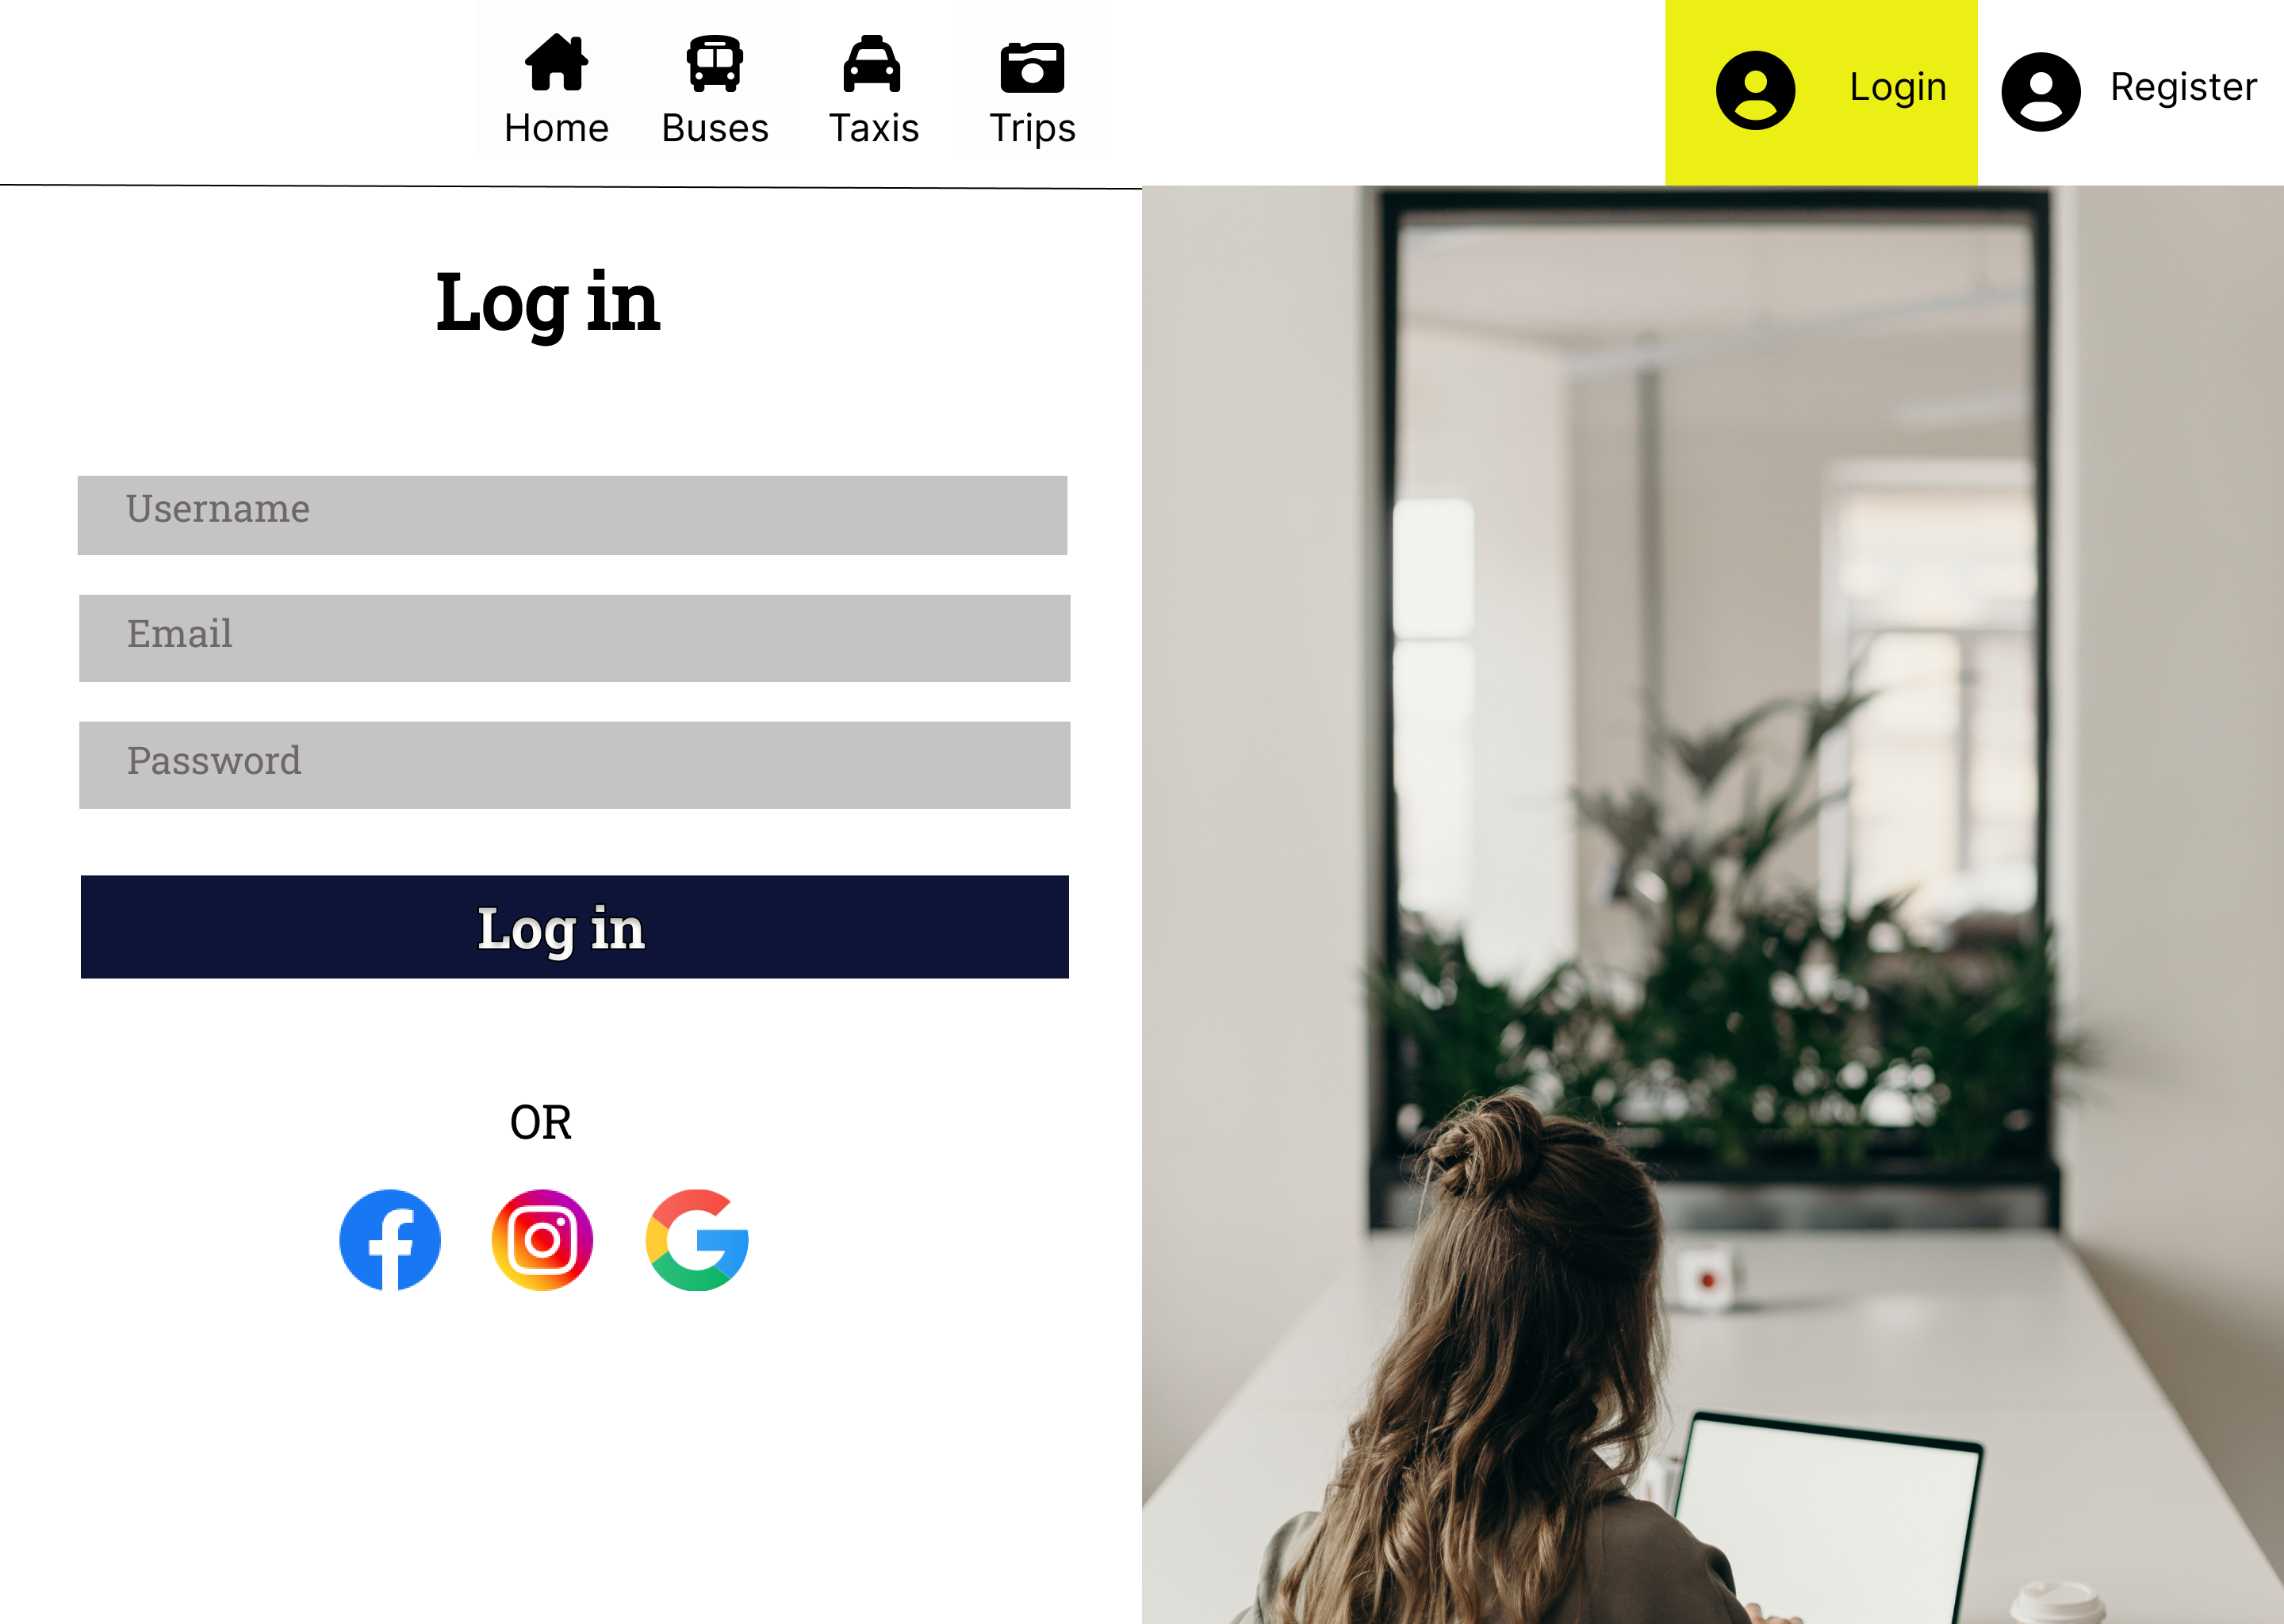 Home
Buses
Taxis
Trips
Login
Register
Log in
Username
Email
Password
Log in
OR